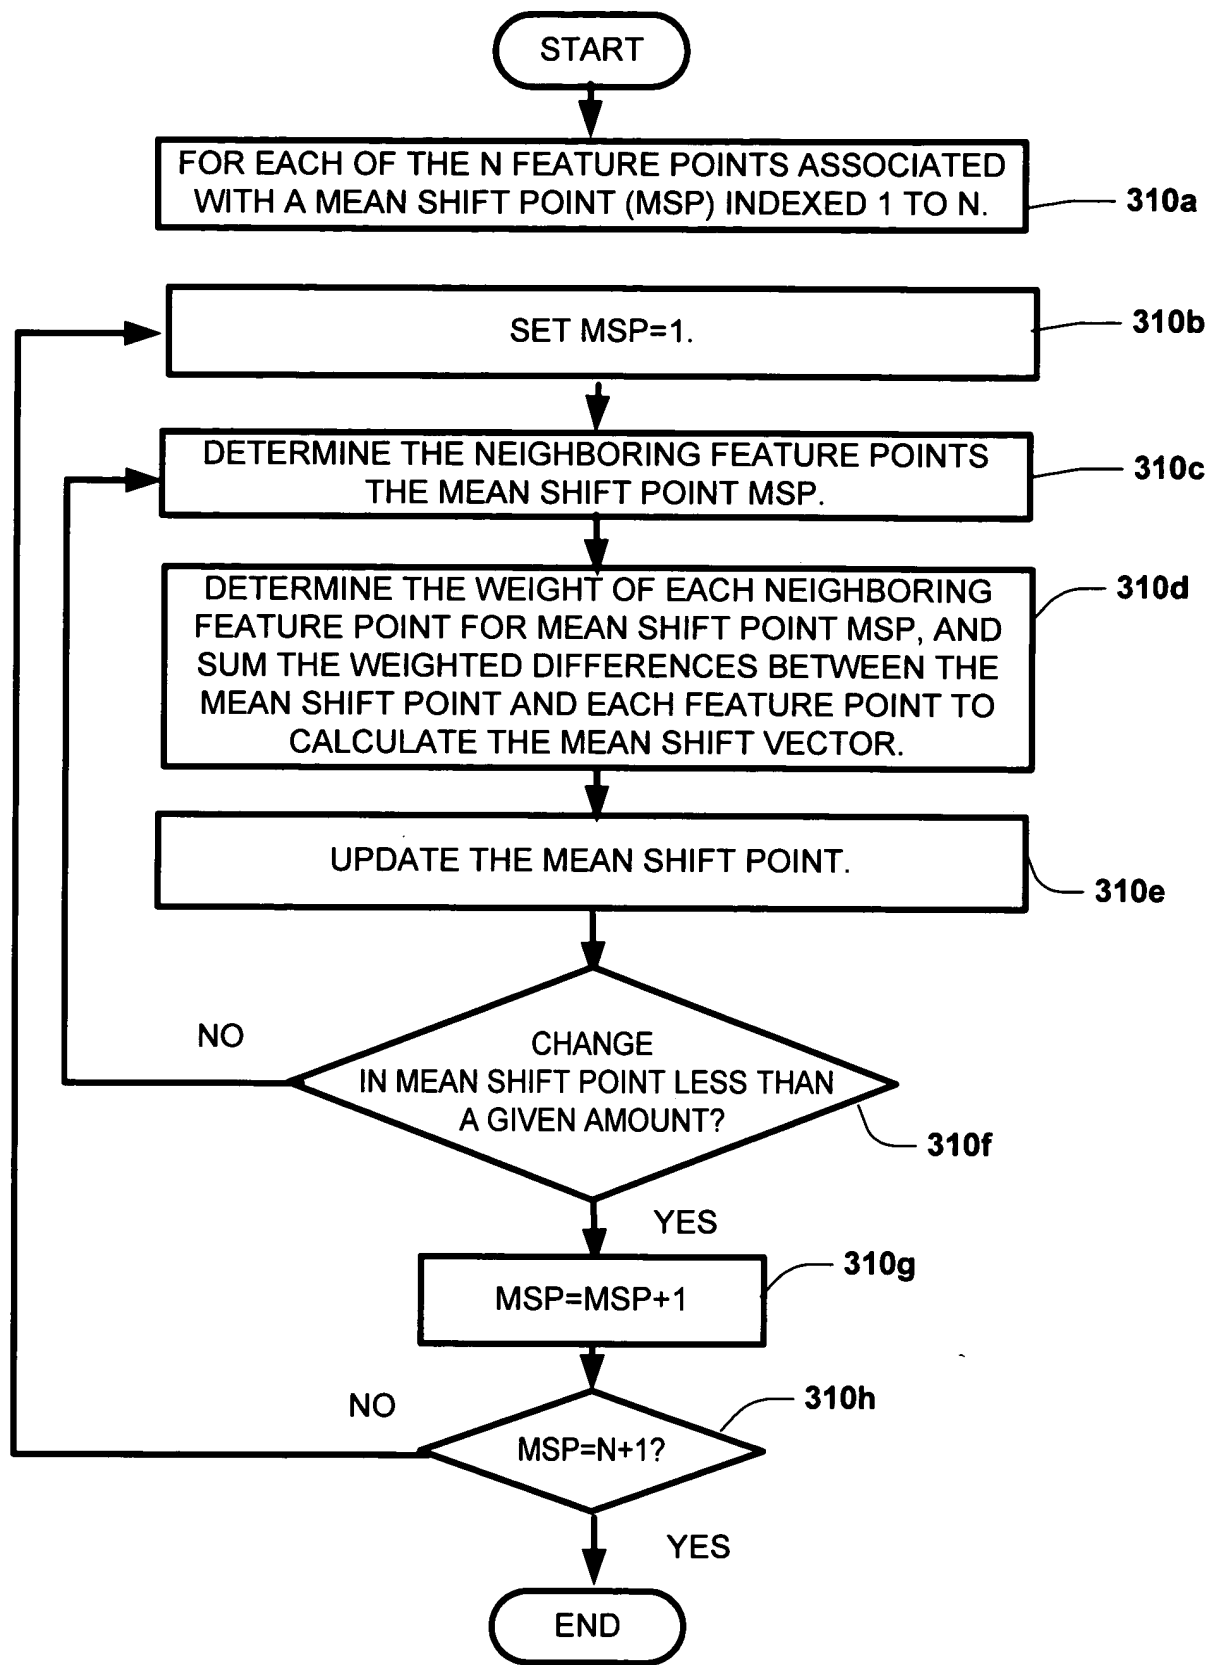 START
FOR EACH OF THE N FEATURE POINTS ASSOCIATED
WITH A MEAN SHIFT POINT (MSP) INDEXED 1 TO N.
310a
SET MSP=1.
310b
DETERMINE THE NEIGHBORING FEATURE POINTS
THE MEAN SHIFT POINT MSP.
310c
DETERMINE THE WEIGHT OF EACH NEIGHBORING
FEATURE POINT FOR MEAN SHIFT POINT MSP, AND
SUM THE WEIGHTED DIFFERENCES BETWEEN THE
MEAN SHIFT POINT AND EACH FEATURE POINT TO
CALCULATE THE MEAN SHIFT VECTOR.
310d
UPDATE THE MEAN SHIFT POINT.
310e
NO
CHANGE
IN MEAN SHIFT POINT LESS THAN
A GIVEN AMOUNT?
310f
YES
MSP=MSP+1
310g
NO
MSP=N+1?
310h
YES
END